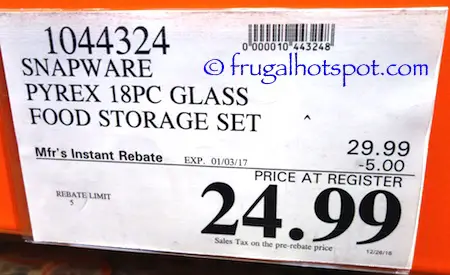 1044324
0000010443248
© frugalhotspot.com
SNAPWARE
PYREX 18PC GLASS
FOOD STORAGE SET
29.99
Mfr's Instant Rebate EXP. 01/03/17 -5.00
PRICE AT REGISTER
REBATE LIMIT
5
24.99
Sales Tax on the pre-rebate price
12/28/16